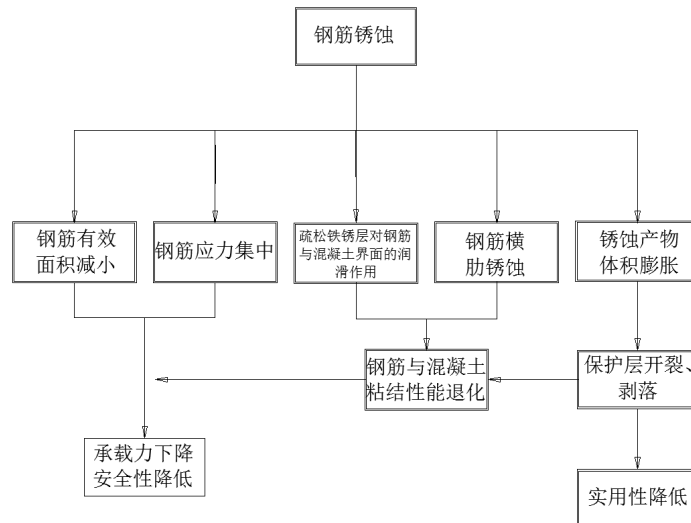 钢筋锈蚀
钢筋有效
面积减小
钢筋应力集中
疏松铁锈层对钢筋
与混凝土界面的润
滑作用
钢筋横
肋锈蚀
锈蚀产物
体积膨胀
钢筋与混凝土
粘结性能退化
保护层开裂、
剥落
承载力下降
安全性降低
实用性降低